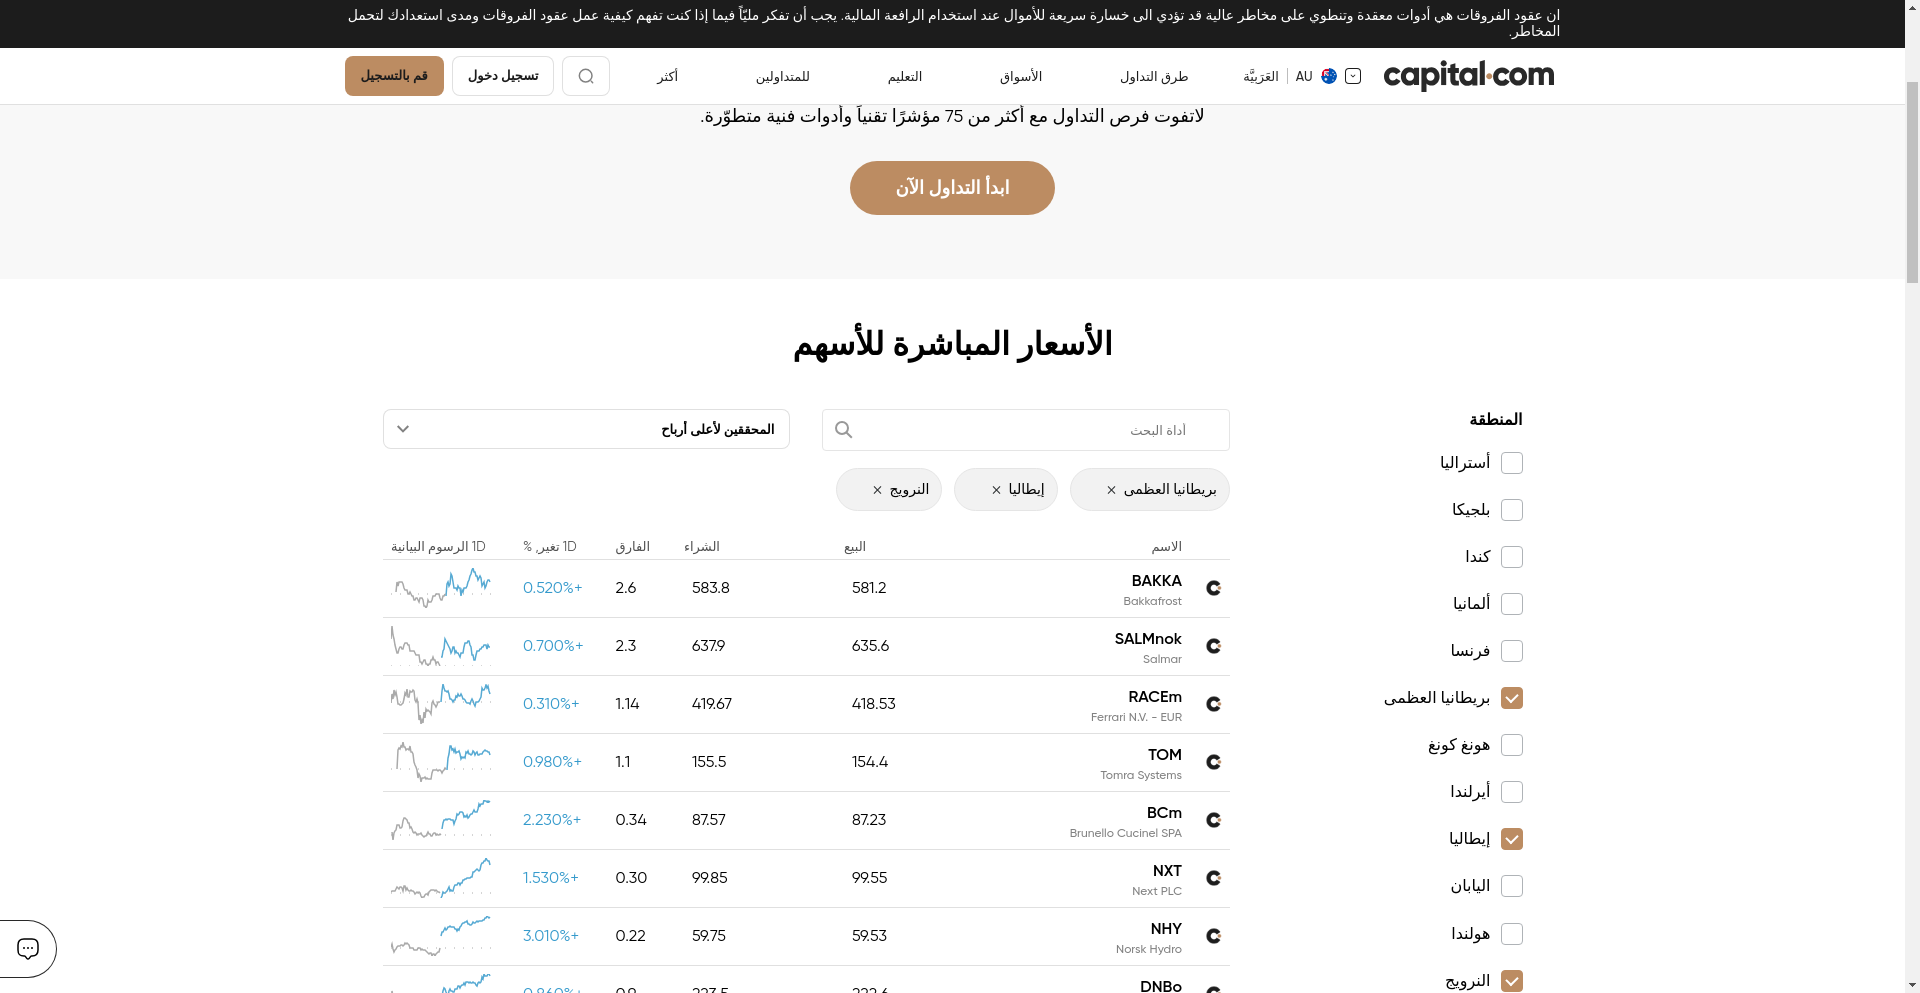 ان عقود الفروقات هي أدوات معقدة وتنطوي على مخاطر عالية قد تؤدي الى خسارة سريعة للأموال عند استخدام الرافعة المالية. يجب أن تفكر مليّاً فيما إذا كنت تفهم كيفية عمل عقود الفروقات ومدى استعدادك لتحمل
المخاطر.
capital.com
AU العَرَبيَّة
طرق التداول
الأسواق
التعليم
للمتداولين
أكثر
تسجيل دخول
قم بالتسجيل
لاتفوت فرص التداول مع أكثر من 75 مؤشرًا تقنياً وأدوات فنية متطوّرة.
ابدأ التداول الآن
الأسعار المباشرة للأسهم
المنطقة
أستراليا
بلجيكا
كندا
ألمانيا
فرنسا
بريطانيا العظمى
هونغ كونغ
أيرلندا
إيطاليا
اليابان
هولندا
النرويج
أداة البحث
المحققين لأعلى أرباح
بريطانيا العظمى ×
إيطاليا ×
النرويج ×
الاسم البيع الشراء الفارق 1D تغير, % 1D الرسوم البيانية
BAKKA 581.2 583.8 2.6 0.520%+
Bakkafrost
SALMnok 635.6 637.9 2.3 0.700%+
Salmar
RACEm 418.53 419.67 1.14 0.310%+
Ferrari N.V. - EUR
TOM 154.4 155.5 1.1 0.980%+
Tomra Systems
BCm 87.23 87.57 0.34 2.230%+
Brunello Cucinel SPA
NXT 99.55 99.85 0.30 1.530%+
Next PLC
NHY 59.53 59.75 0.22 3.010%+
Norsk Hydro
DNBo